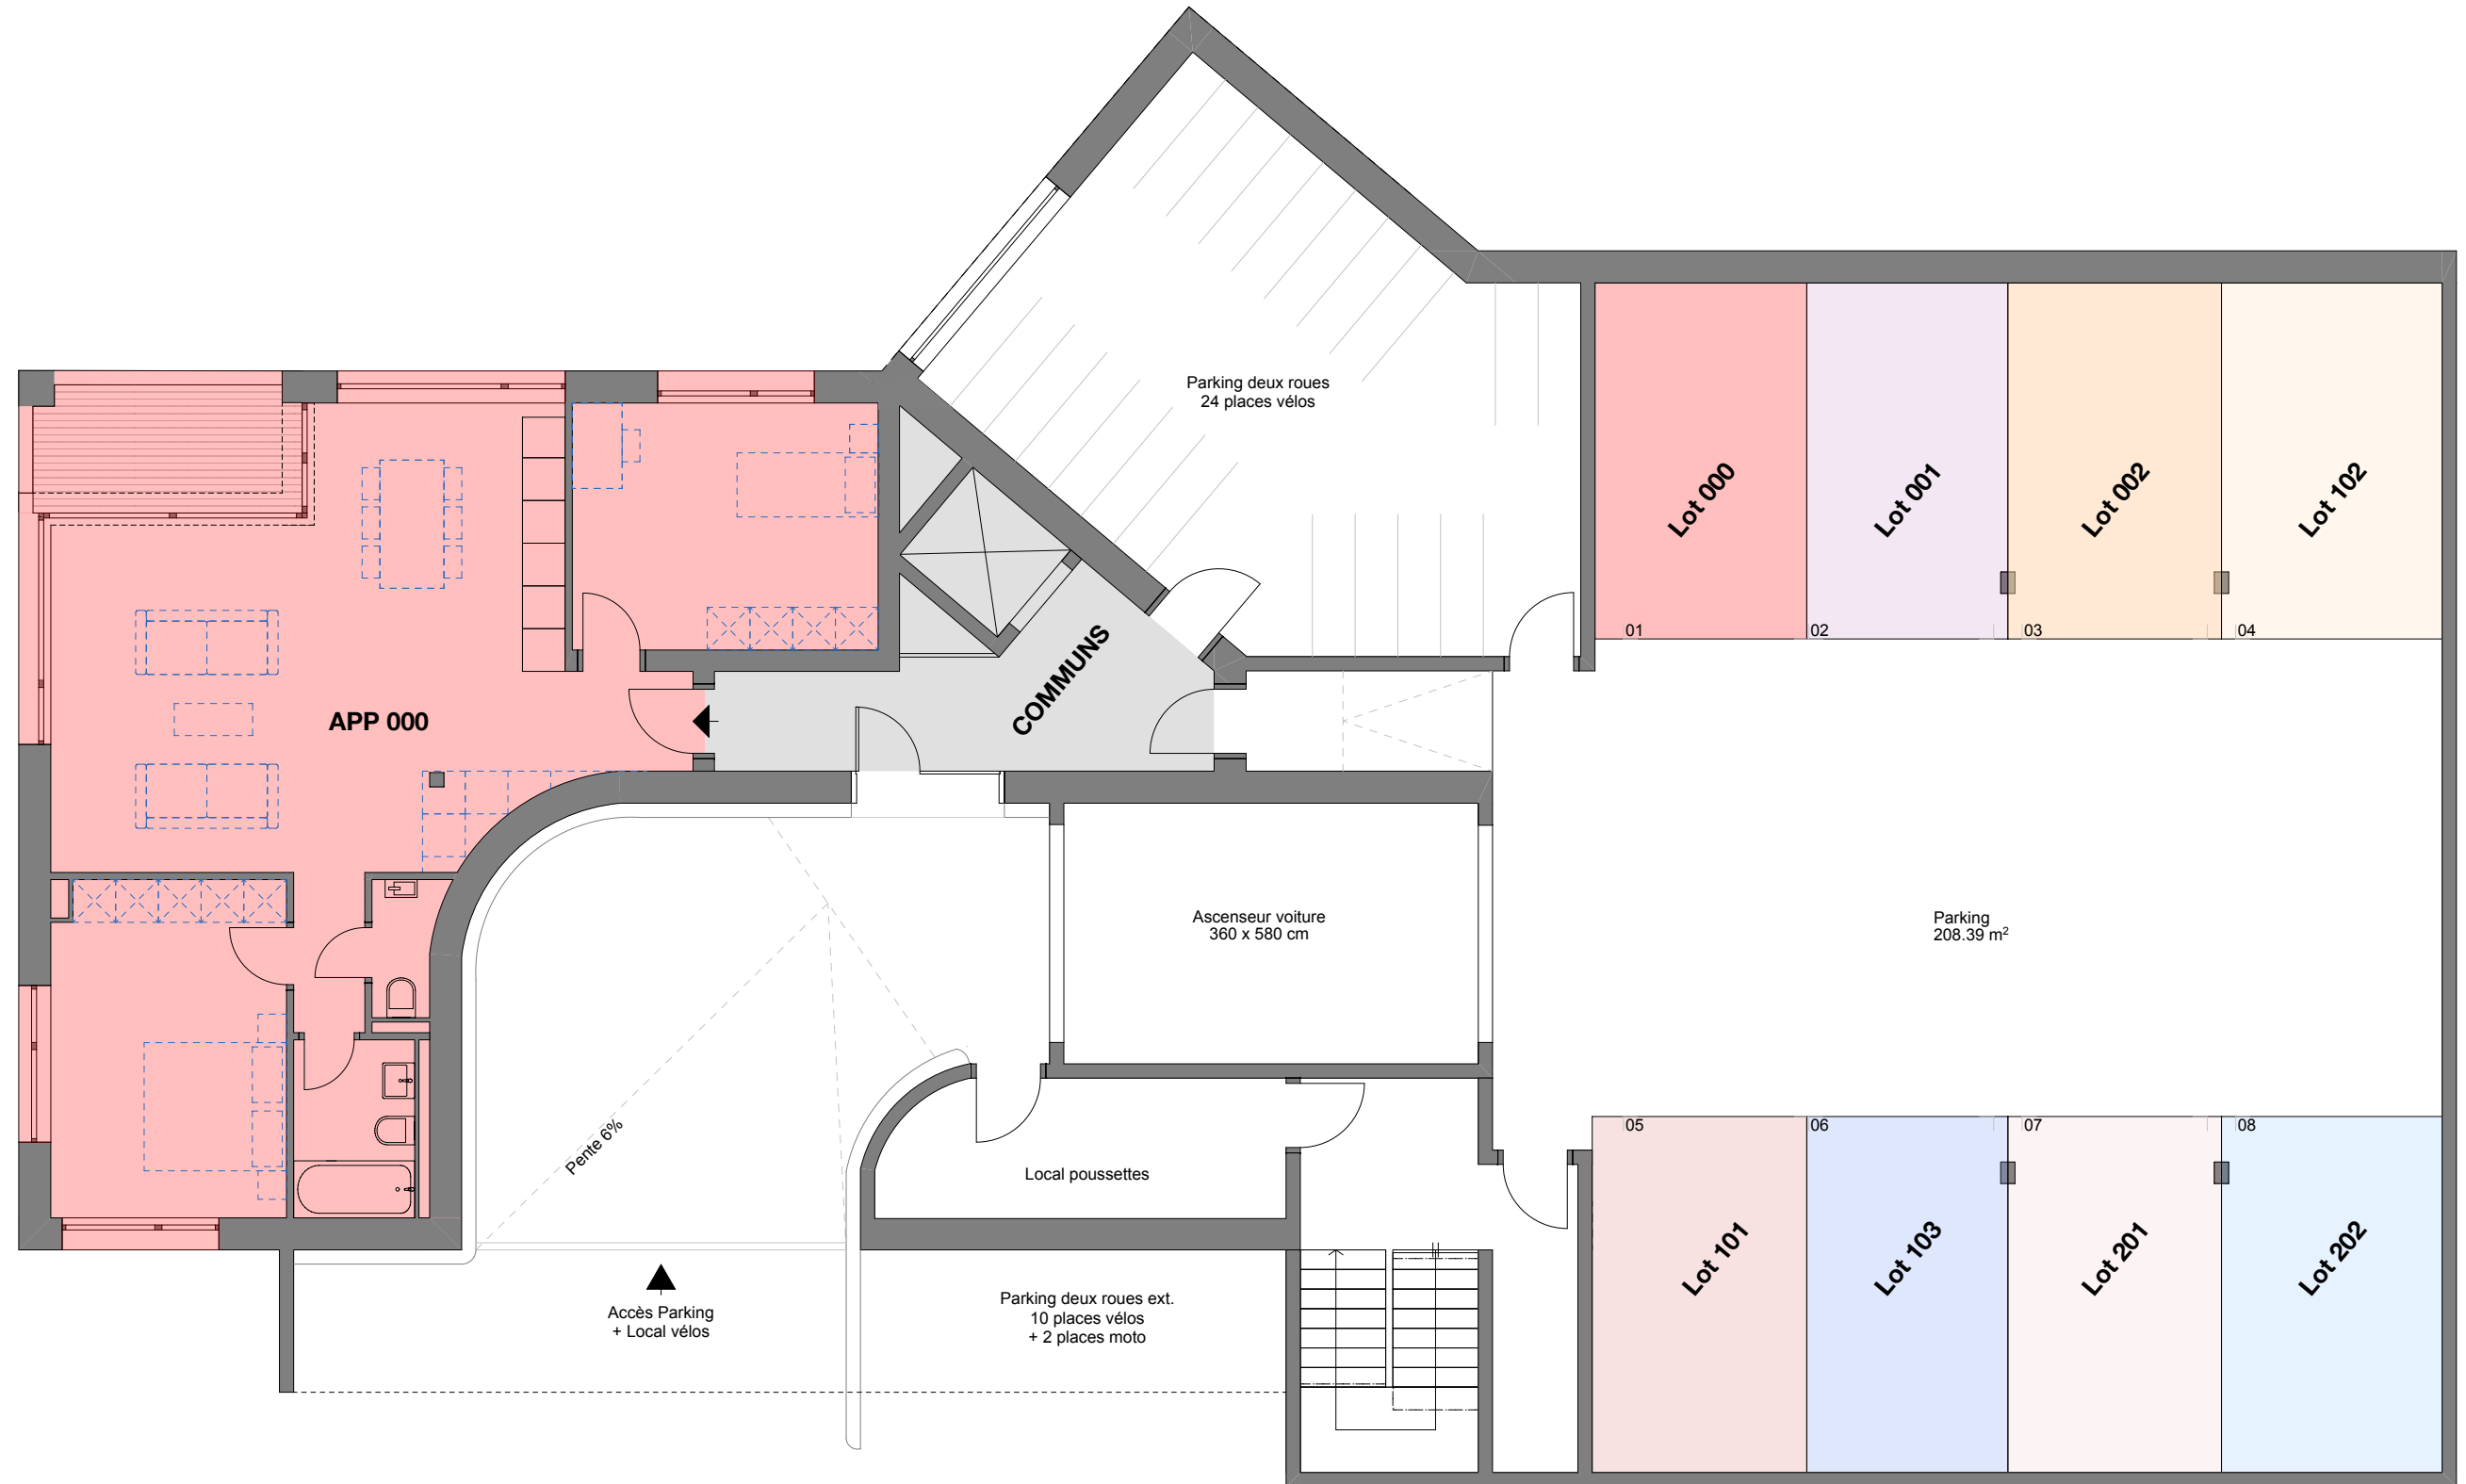 Parking deux roues
24 places vélos
Lot 000
Lot 001
Lot 002
Lot 102
01
02
03
04
APP 000
COMMUNS
Ascenseur voiture
360 x 580 cm
Parking
208.39 m²
Pente 6%
Local poussettes
05
06
07
08
Lot 101
Lot 103
Lot 201
Lot 202
Accès Parking
+ Local vélos
Parking deux roues ext.
10 places vélos
+ 2 places moto